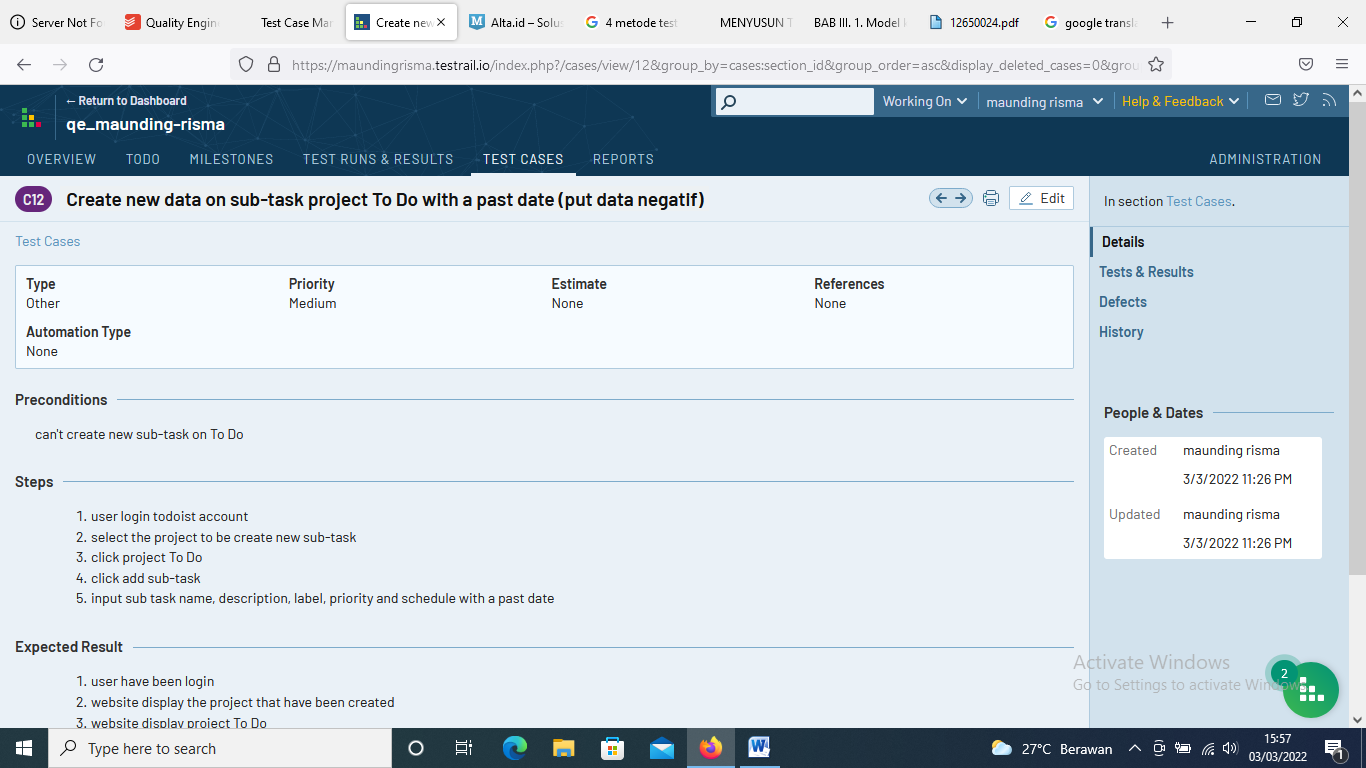 Server Not Fo
Quality Engin
Test Case Mar
Create new
Alta.id – Solus
4 metode test
MENYUSUN T
BAB III. 1. Model
12650024.pdf
google transla
https://maundingrisma.testrail.io/index.php?/cases/view/12&group_by=cases:section_id&group_order=asc&display_deleted_cases=0&grou
←Return to Dashboard
qe_maunding-risma
Working On
maunding risma
Help & Feedback
OVERVIEW TODO MILESTONES TEST RUNS & RESULTS TEST CASES REPORTS ADMINISTRATION
C12 Create new data on sub-task project To Do with a past date (put data negatif)
Edit
Test Cases
Type Priority Estimate References
Other Medium None None
Automation Type
None
Preconditions
can't create new sub-task on To Do
Steps
1. user login todoist account
2. select the project to be create new sub-task
3. click project To Do
4. click add sub-task
5. input sub task name, description, label, priority and schedule with a past date
Expected Result
1. user have been login
2. website display the project that have been created
3. website display project To Do
In section Test Cases.
Details
Tests & Results
Defects
History
People & Dates
Created maunding risma
3/3/2022 11:26 PM
Updated maunding risma
3/3/2022 11:26 PM
Activate Windows
Go to Settings to activate Windows
2
Type here to search
27°C Berawan
15:57
03/03/2022
1